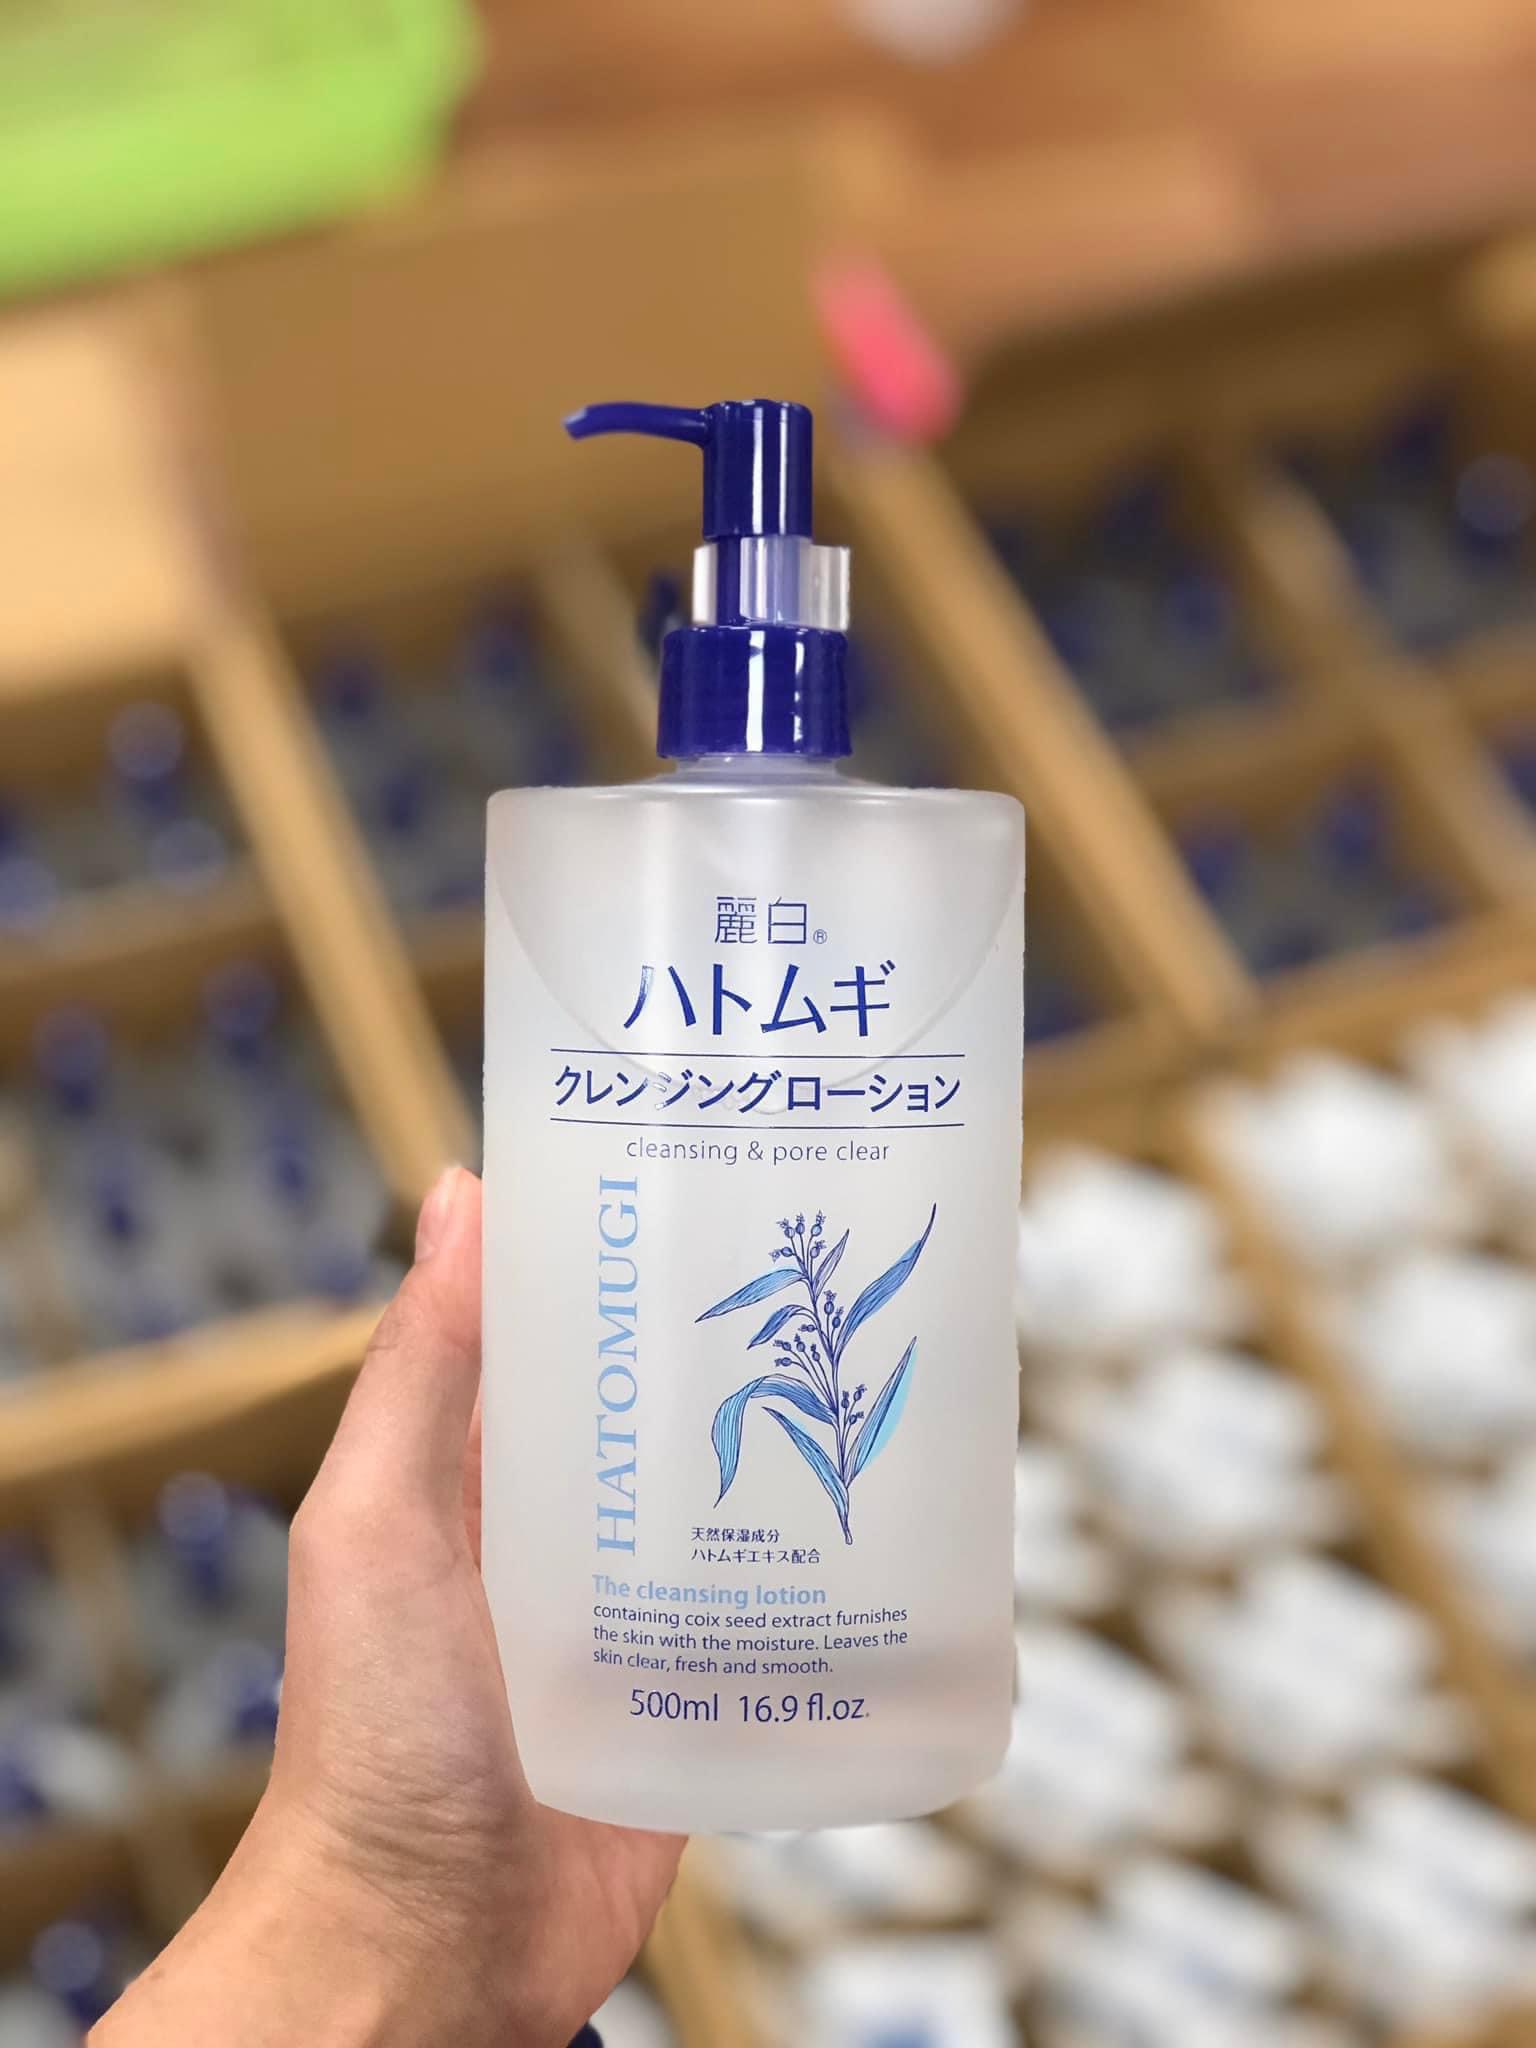 麗白®
ハトムギ
クレンジングローション
cleansing & pore clear
HATOMUGI
天然保湿成分
ハトムギエキス配合
The cleansing lotion
containing coix seed extract furnishes
the skin with the moisture. Leaves the
skin clear, fresh and smooth.
500ml 16.9 fl.oz.